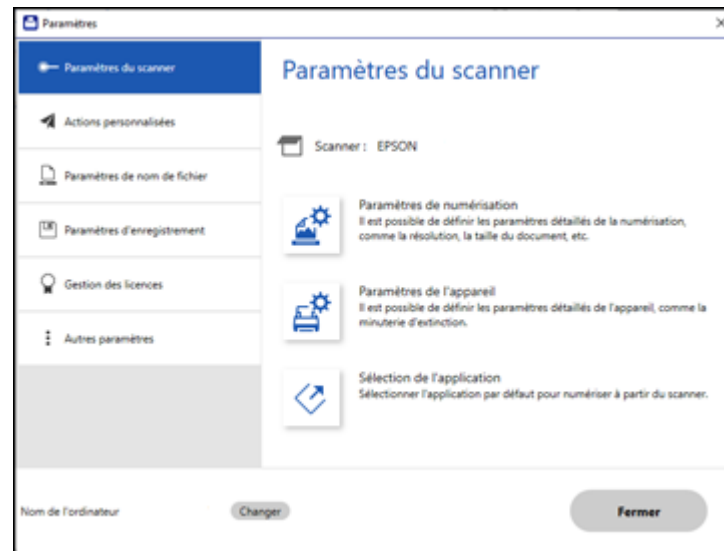 Paramètres
Paramètres du scanner
Actions personnalisées
Paramètres de nom de fichier
Paramètres d'enregistrement
Gestion des licences
Autres paramètres
Paramètres du scanner
Scanner : EPSON
Paramètres de numérisation
Il est possible de définir les paramètres détaillés de la numérisation,
comme la résolution, la taille du document, etc.
Paramètres de l'appareil
Il est possible de définir les paramètres détaillés de l'appareil, comme la
minuterie d'extinction.
Sélection de l'application
Sélectionner l'application par défaut pour numériser à partir du scanner.
Nom de l'ordinateur
Changer
Fermer